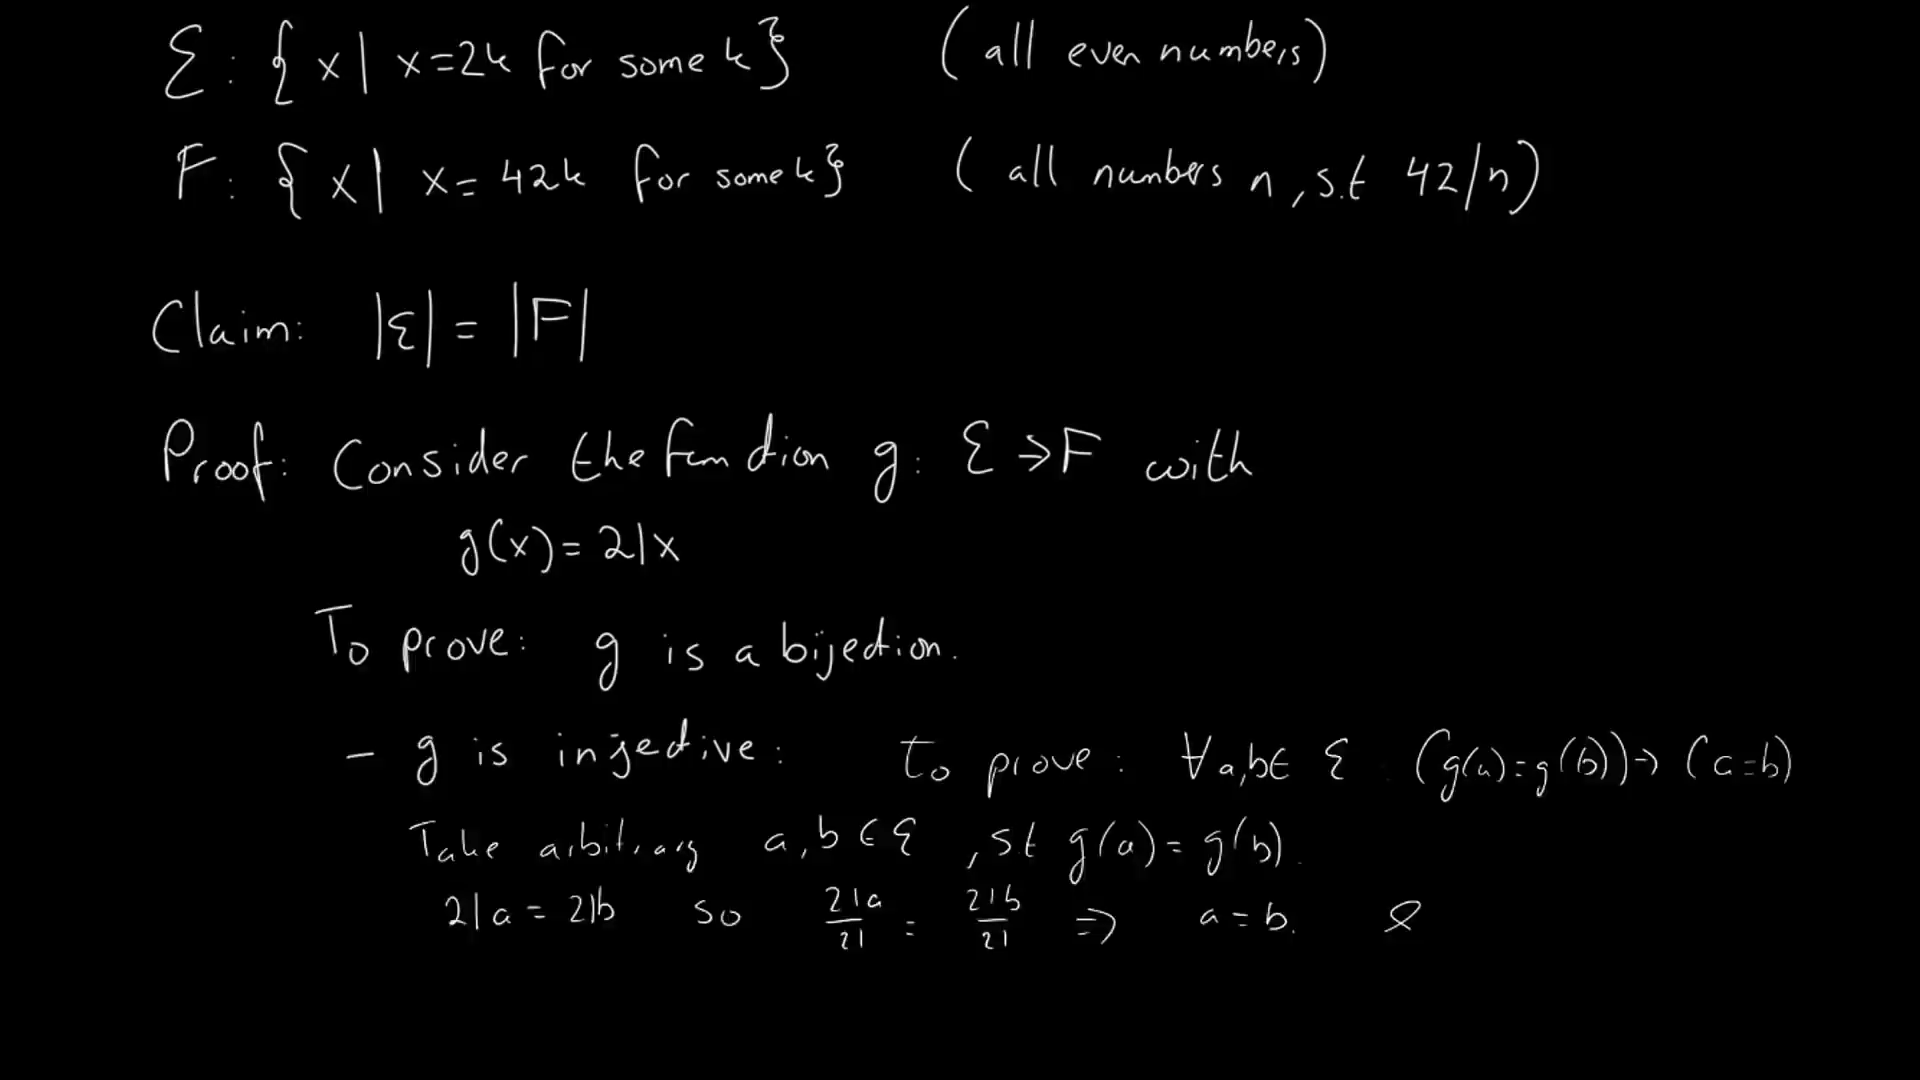 Ɛ: { x | x=2k for some k} (all even numbers)
F: { x | x= 42k for some k} (all numbers n, s.t 42/n)
Claim: |Ɛ| = |F|
Proof: Consider the function g: Ɛ → F with
g(x) = 21x
To prove: g is a bijection.
- g is injective: to prove: ∀a,b∈ Ɛ (g(a)=g(b)) → (a=b)
Take arbitrary a,b ∈ Ɛ, s.t g(a) = g(b).
21a = 21b so 21a/21 = 21b/21 ⇒ a = b.